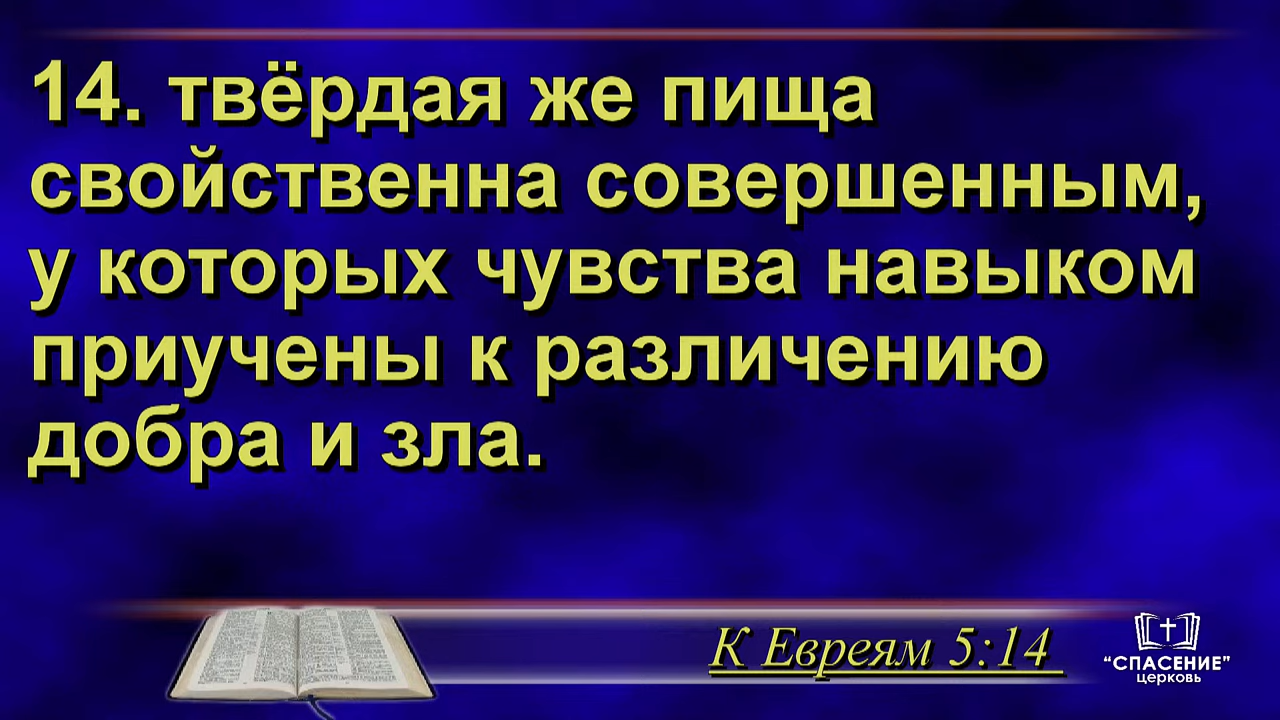 14. твёрдая же пища
свойственна совершенным,
у которых чувства навыком
приучены к различению
добра и зла.
К Евреям 5:14
“СПАСЕНИЕ”
церковь